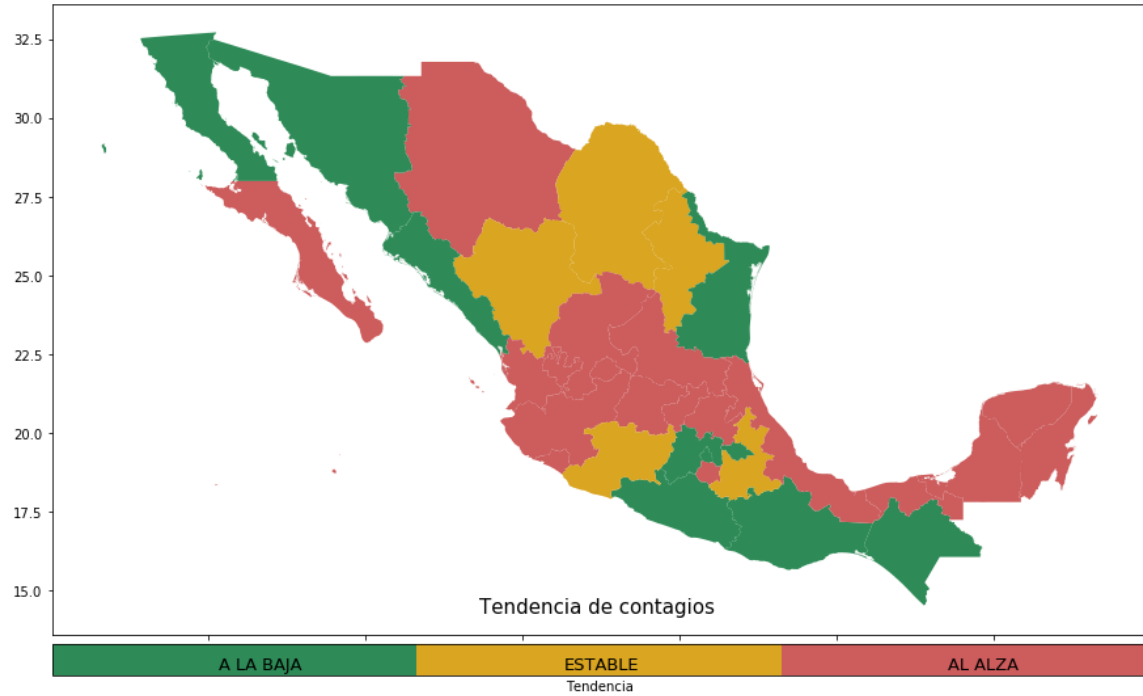 32.5
30.0
27.5
25.0
22.5
20.0
17.5
15.0
Tendencia de contagios
A LA BAJA ESTABLE AL ALZA
Tendencia